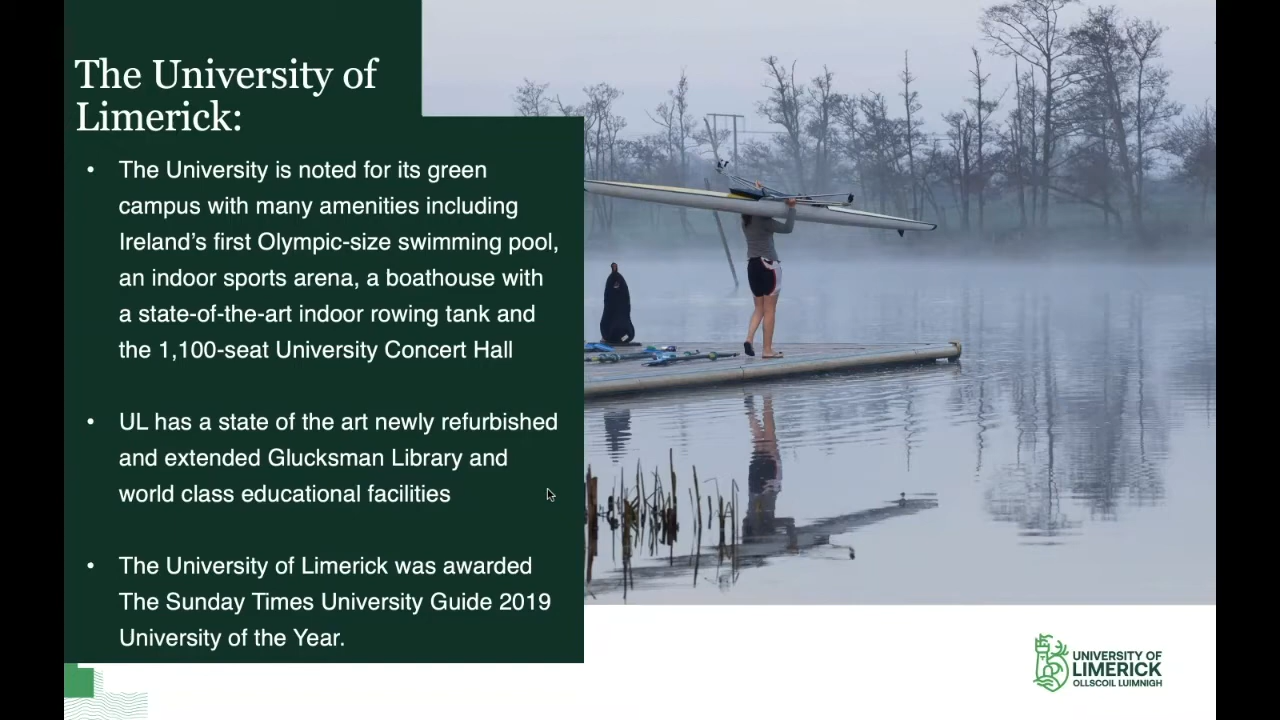 The University of
Limerick:
• The University is noted for its green
campus with many amenities including
Ireland’s first Olympic-size swimming pool,
an indoor sports arena, a boathouse with
a state-of-the-art indoor rowing tank and
the 1,100-seat University Concert Hall
• UL has a state of the art newly refurbished
and extended Glucksman Library and
world class educational facilities
• The University of Limerick was awarded
The Sunday Times University Guide 2019
University of the Year.
UNIVERSITY OF
LIMERICK
OLLSCOIL LUIMNIGH